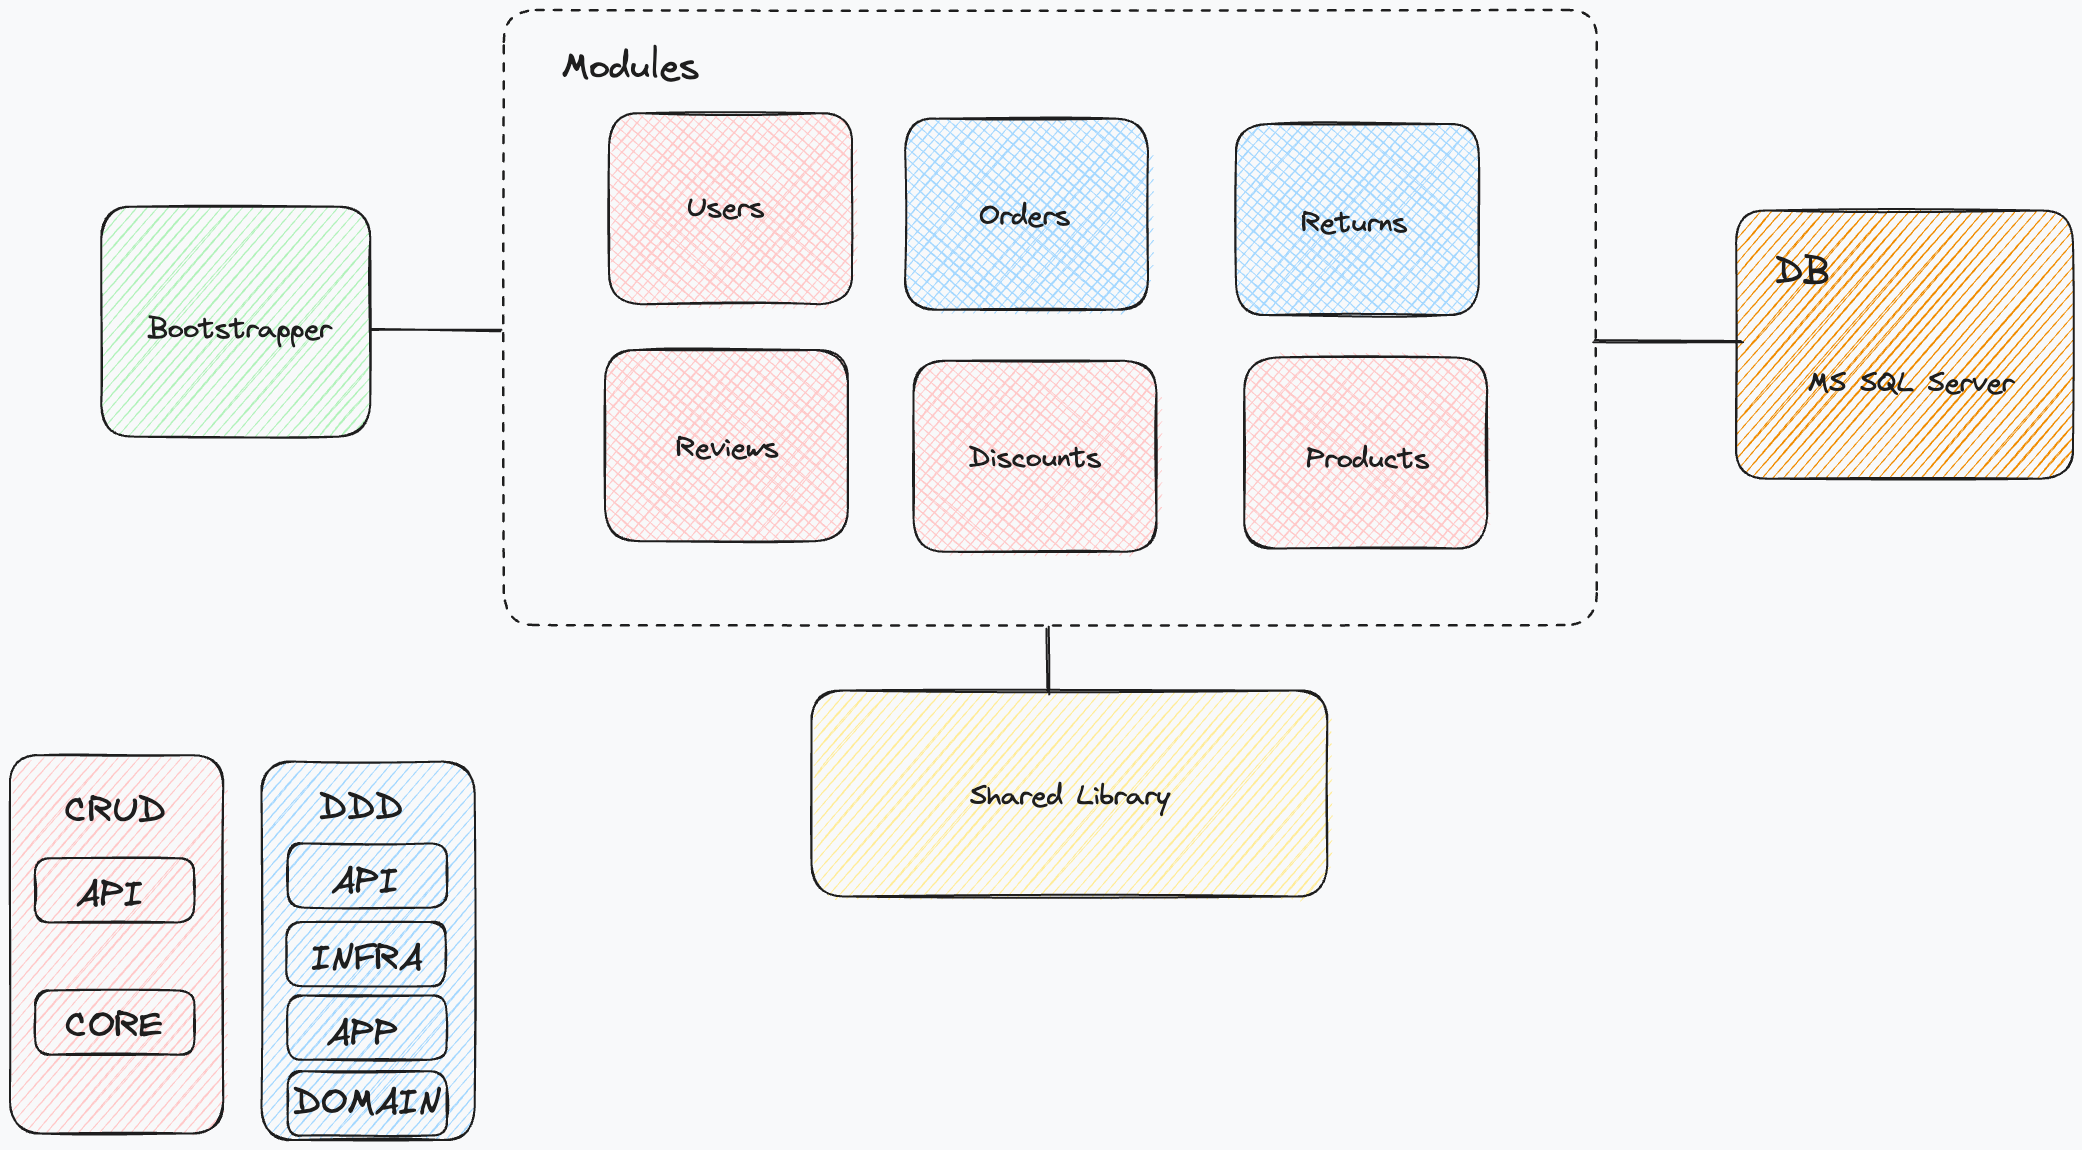 Modules
Users
Orders
Returns
Bootstrapper
DB
MS SQL Server
Reviews
Discounts
Products
Shared Library
CRUD
API
CORE
DDD
API
INFRA
APP
DOMAIN